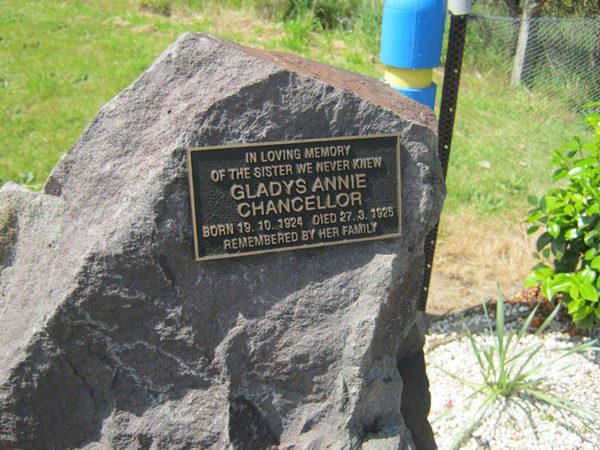 IN LOVING MEMORY
OF THE SISTER WE NEVER KNEW
GLADYS ANNIE
CHANCELLOR
BORN 19. 10. 1924 DIED 27. 3. 1925
REMEMBERED BY HER FAMILY